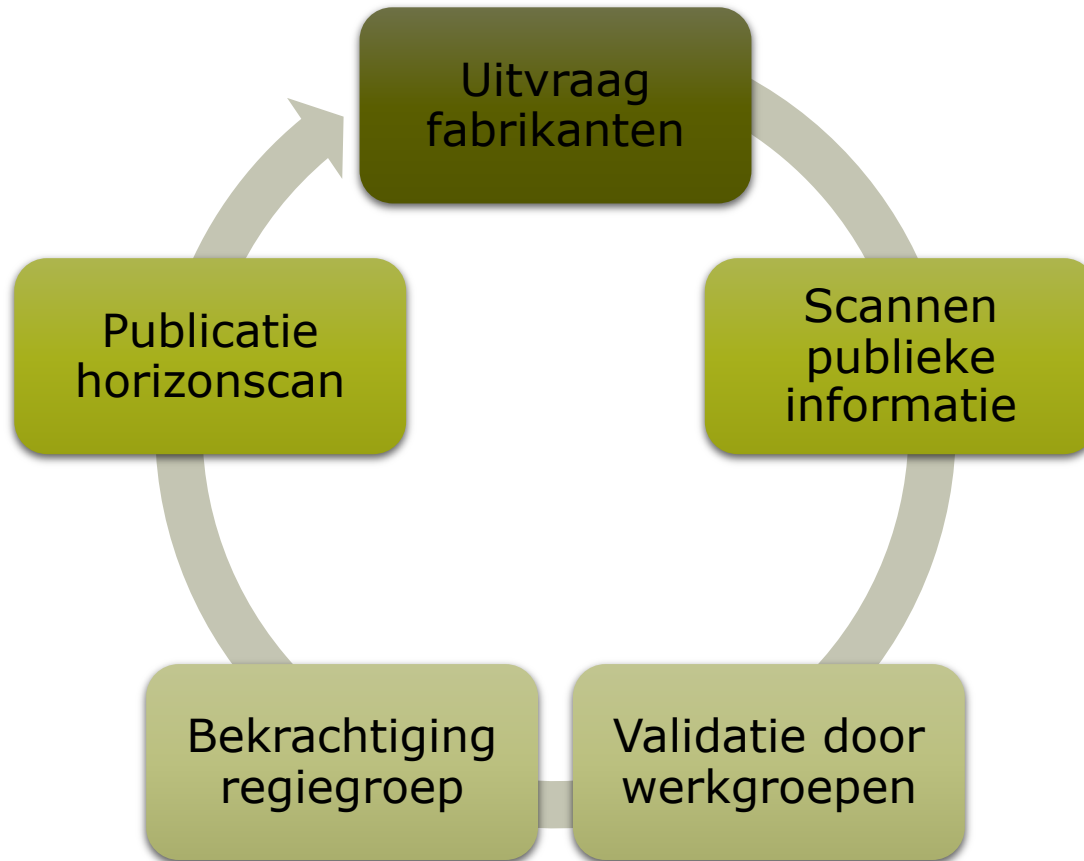 Uitvraag
fabrikanten
Scannen
publieke
informatie
Validatie door
werkgroepen
Bekrachtiging
regiegroep
Publicatie
horizonscan